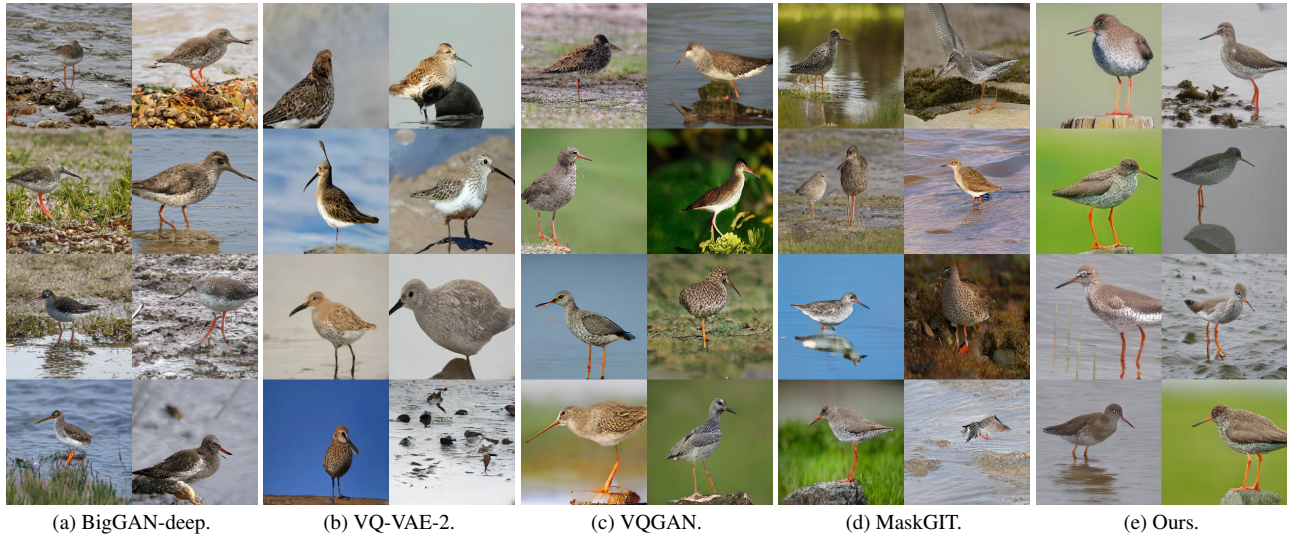 (a) BigGAN-deep.
(b) VQ-VAE-2.
(c) VQGAN.
(d) MaskGIT.
(e) Ours.